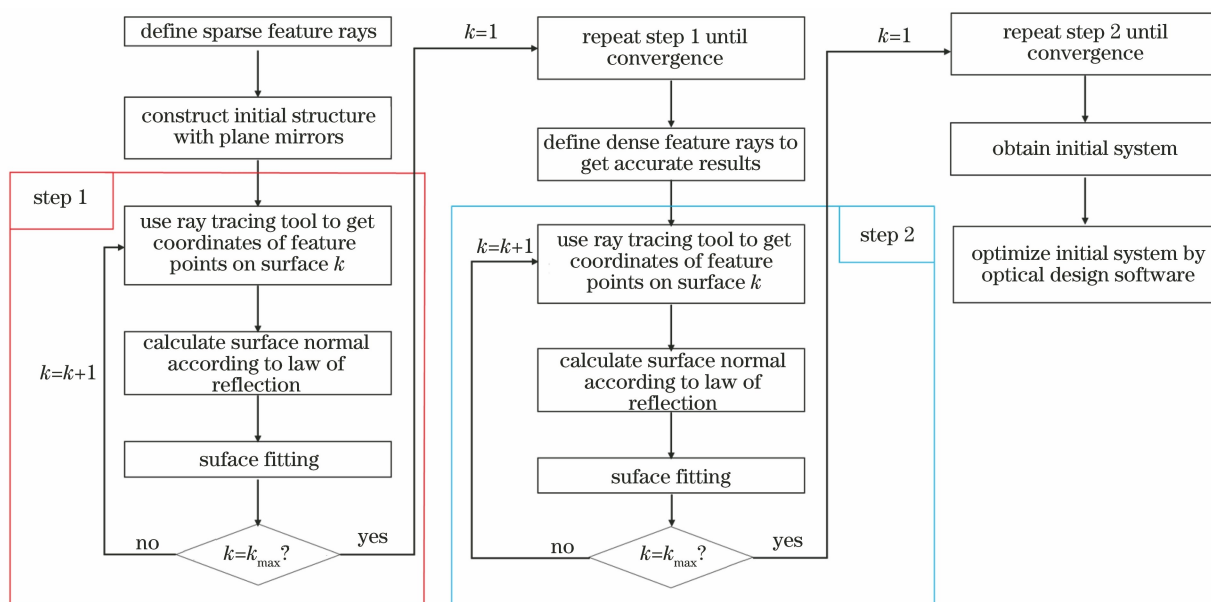 define sparse feature rays
construct initial structure
with plane mirrors
step 1
use ray tracing tool to get
coordinates of feature
points on surface k
k=k+1
calculate surface normal
according to law of
reflection
suface fitting
k=kmax?
no
yes
k=1
repeat step 1 until
convergence
define dense feature rays to
get accurate results
step 2
k=k+1
use ray tracing tool to get
coordinates of feature
points on surface k
calculate surface normal
according to law of
reflection
suface fitting
k=kmax?
no
yes
k=1
repeat step 2 until
convergence
obtain initial system
optimize initial system by
optical design software